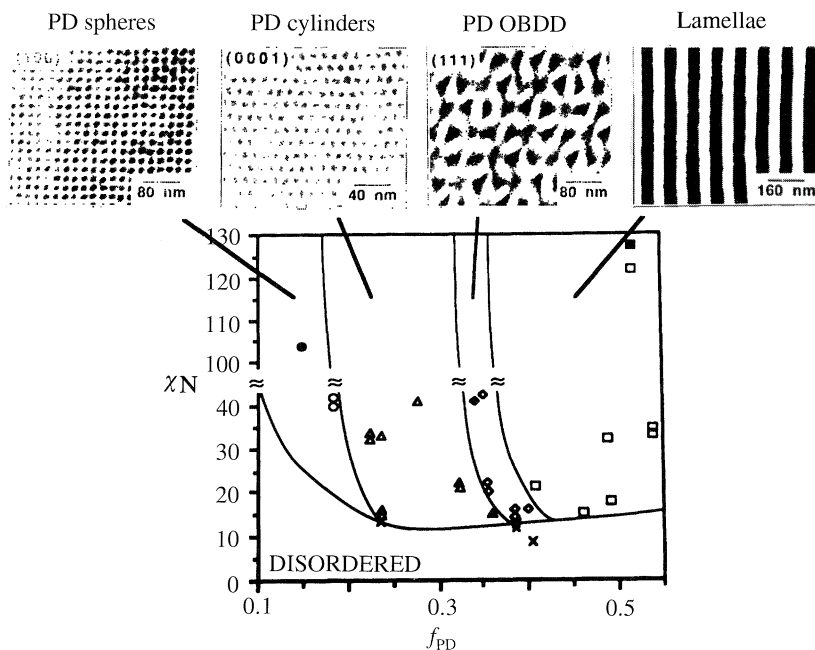 PD spheres
PD cylinders
PD OBDD
Lamellae
(100)
(0001)
(111)
80 nm
40 nm
80 nm
160 nm
130
120
110
100
χN
≈ ≈ ≈ ≈
40
30
20
10
DISORDERED
0
0.1
0.3
0.5
f_PD